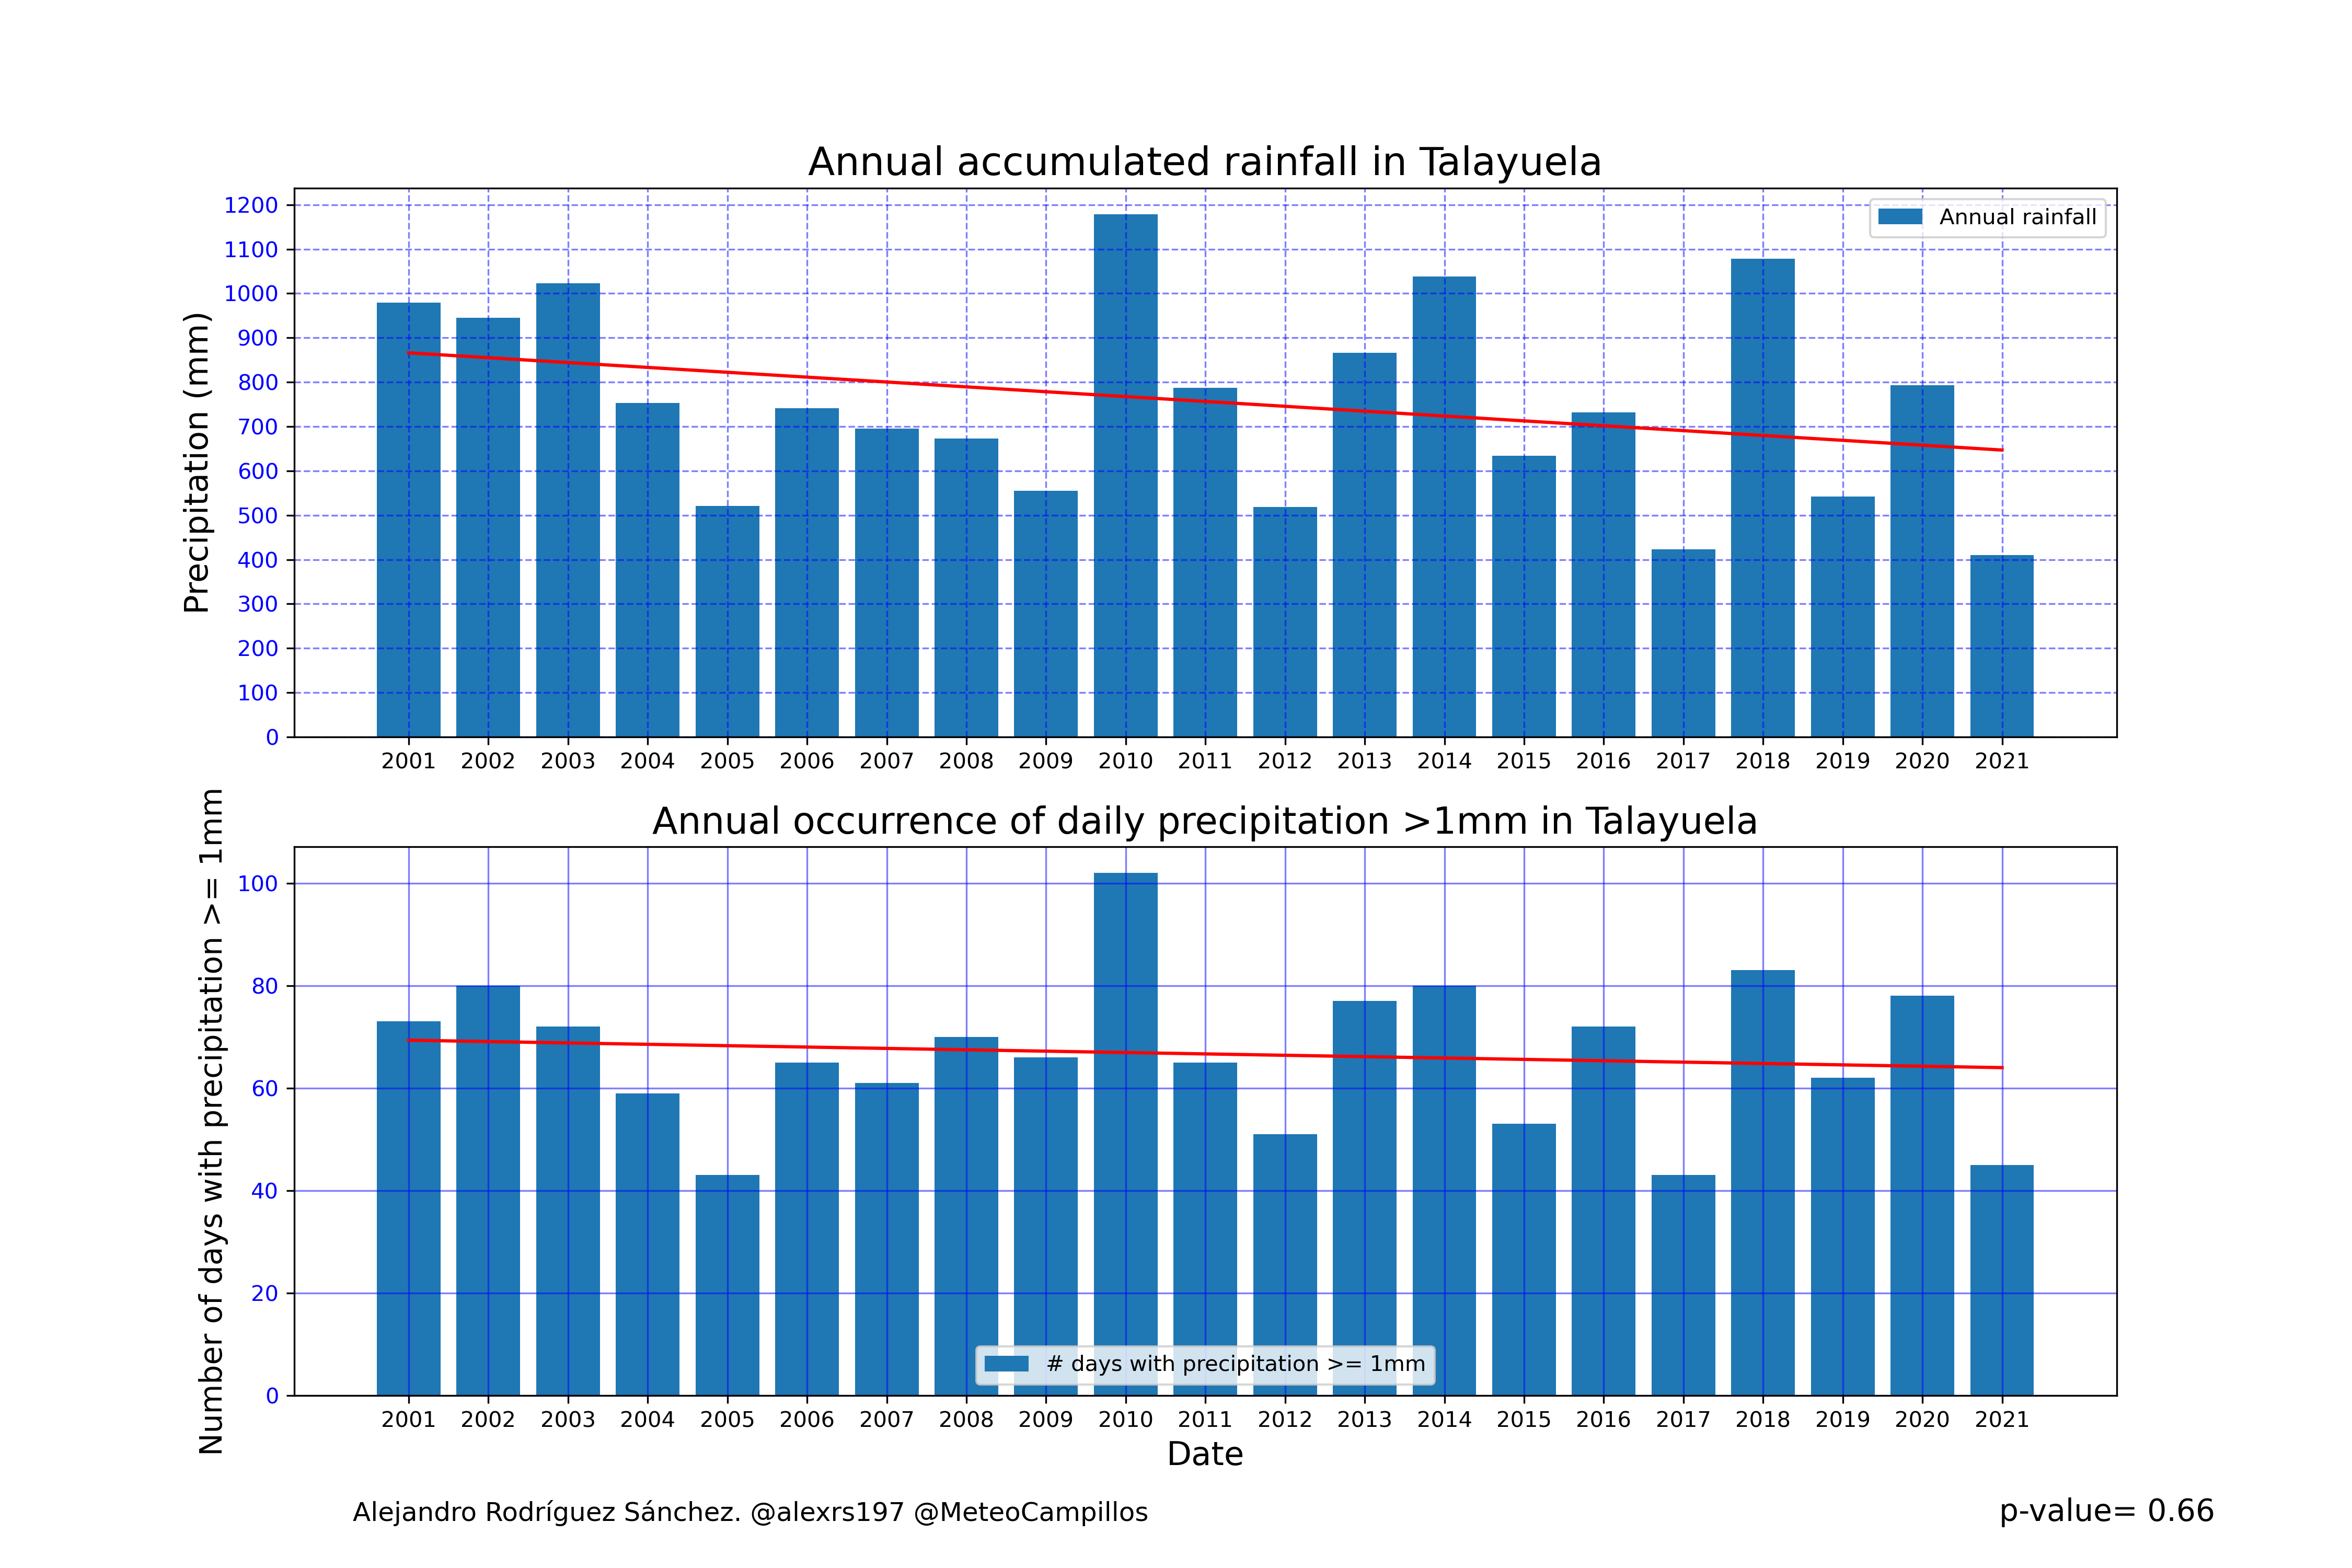 Annual accumulated rainfall in Talayuela
Precipitation (mm)
1200
1100
1000
900
800
700
600
500
400
300
200
100
0
Annual rainfall
2001 2002 2003 2004 2005 2006 2007 2008 2009 2010 2011 2012 2013 2014 2015 2016 2017 2018 2019 2020 2021
Annual occurrence of daily precipitation >1mm in Talayuela
Number of days with precipitation >= 1mm
100
80
60
40
20
0
# days with precipitation >= 1mm
2001 2002 2003 2004 2005 2006 2007 2008 2009 2010 2011 2012 2013 2014 2015 2016 2017 2018 2019 2020 2021
Date
Alejandro Rodríguez Sánchez. @alexrs197 @MeteoCampillos
p-value= 0.66